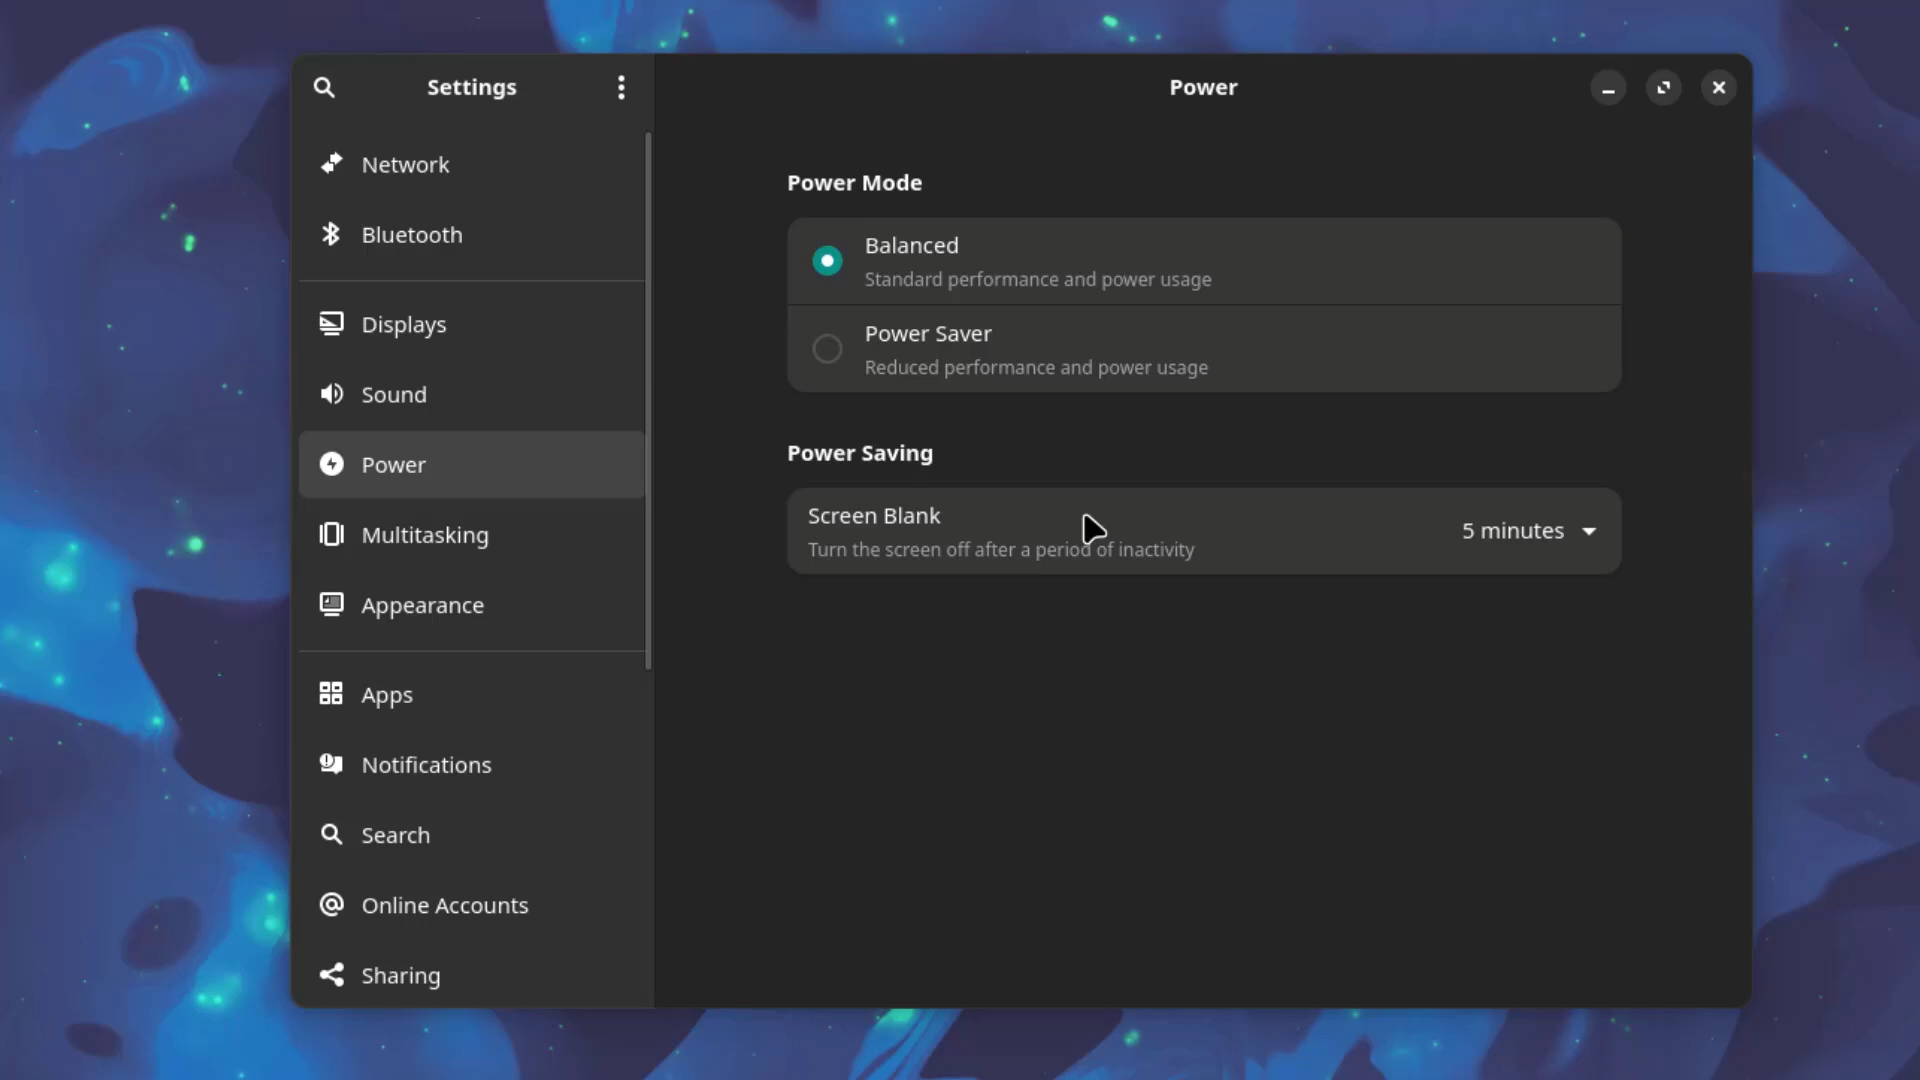 Settings
Network
Bluetooth
Displays
Sound
Power
Multitasking
Appearance
Apps
Notifications
Search
Online Accounts
Sharing
Power
Power Mode
Balanced
Standard performance and power usage
Power Saver
Reduced performance and power usage
Power Saving
Screen Blank
Turn the screen off after a period of inactivity
5 minutes